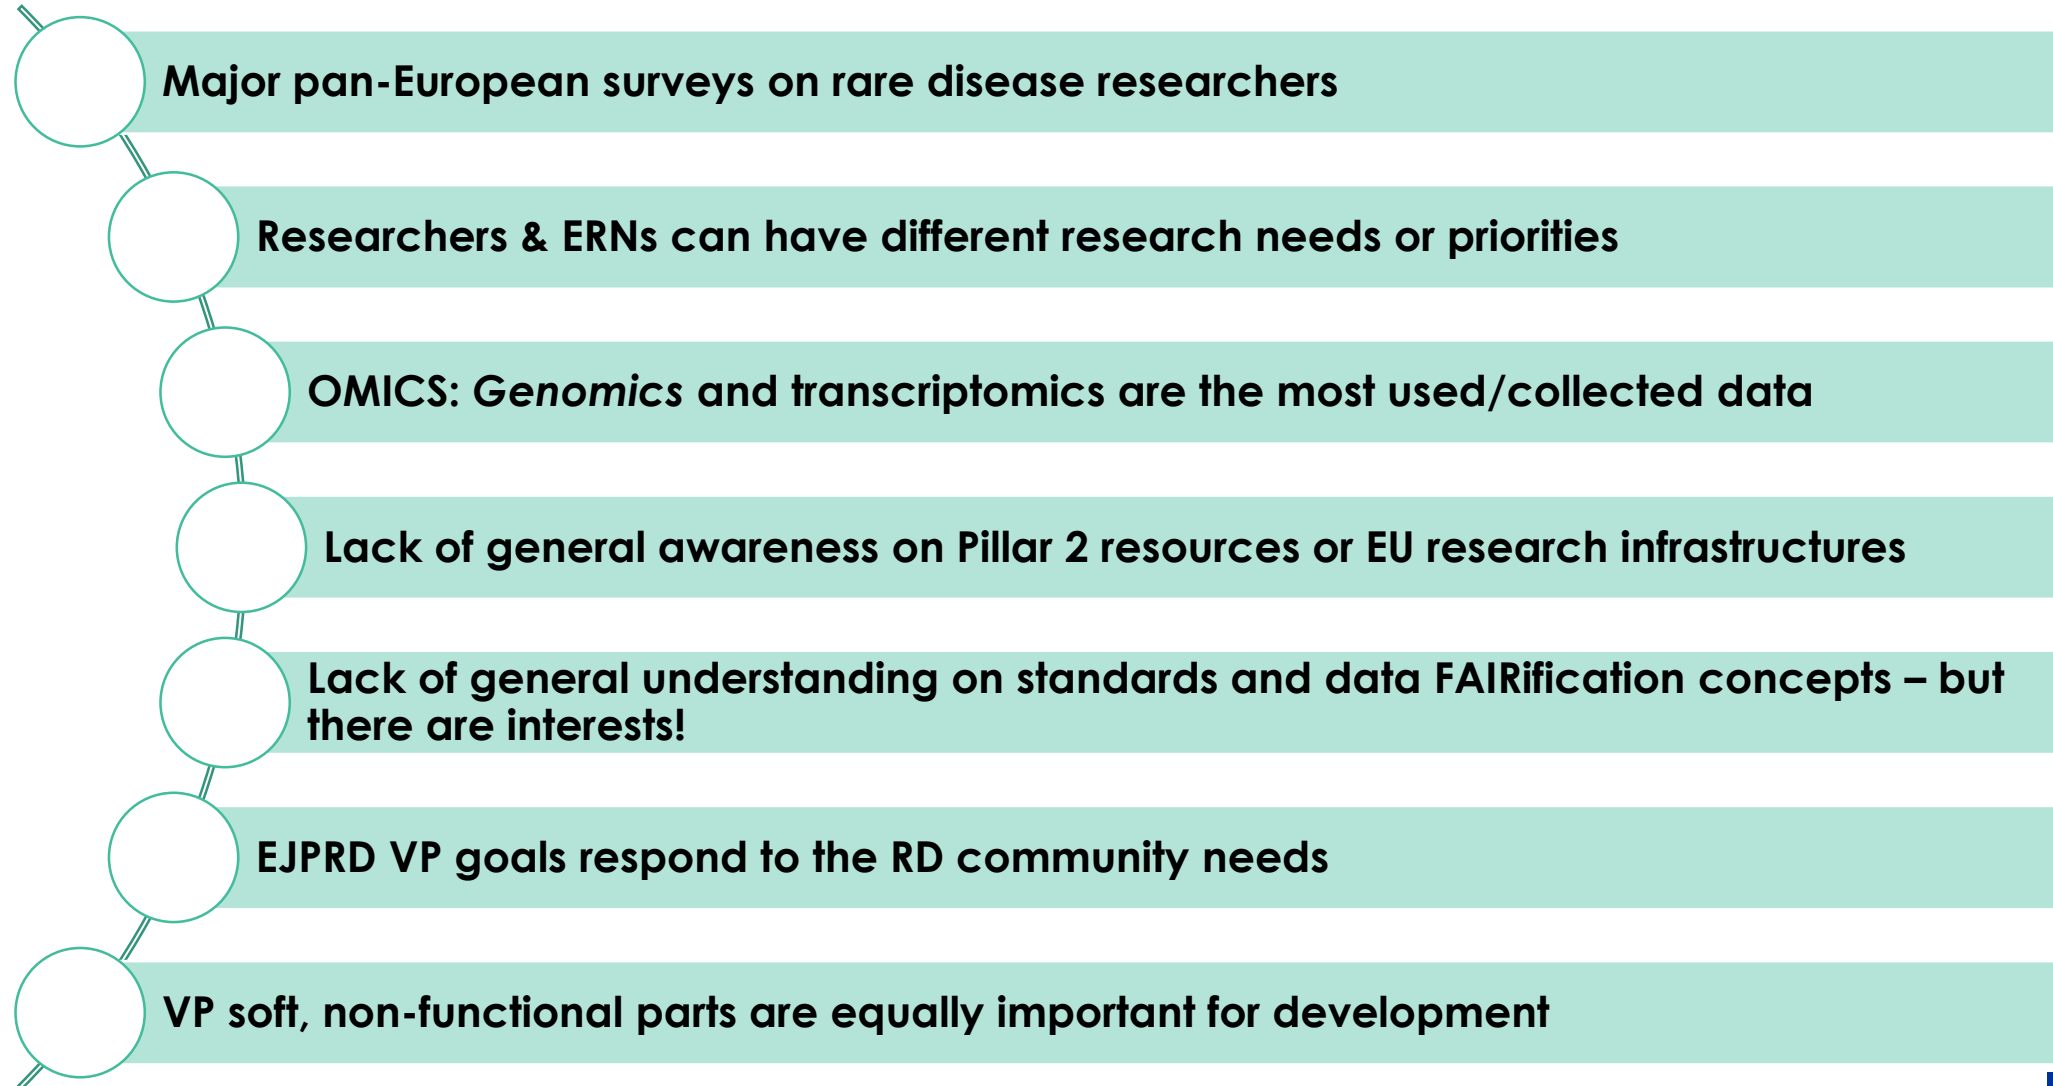 Major pan-European surveys on rare disease researchers
Researchers & ERNs can have different research needs or priorities
OMICS: Genomics and transcriptomics are the most used/collected data
Lack of general awareness on Pillar 2 resources or EU research infrastructures
Lack of general understanding on standards and data FAIRification concepts – but
there are interests!
EJPRD VP goals respond to the RD community needs
VP soft, non-functional parts are equally important for development